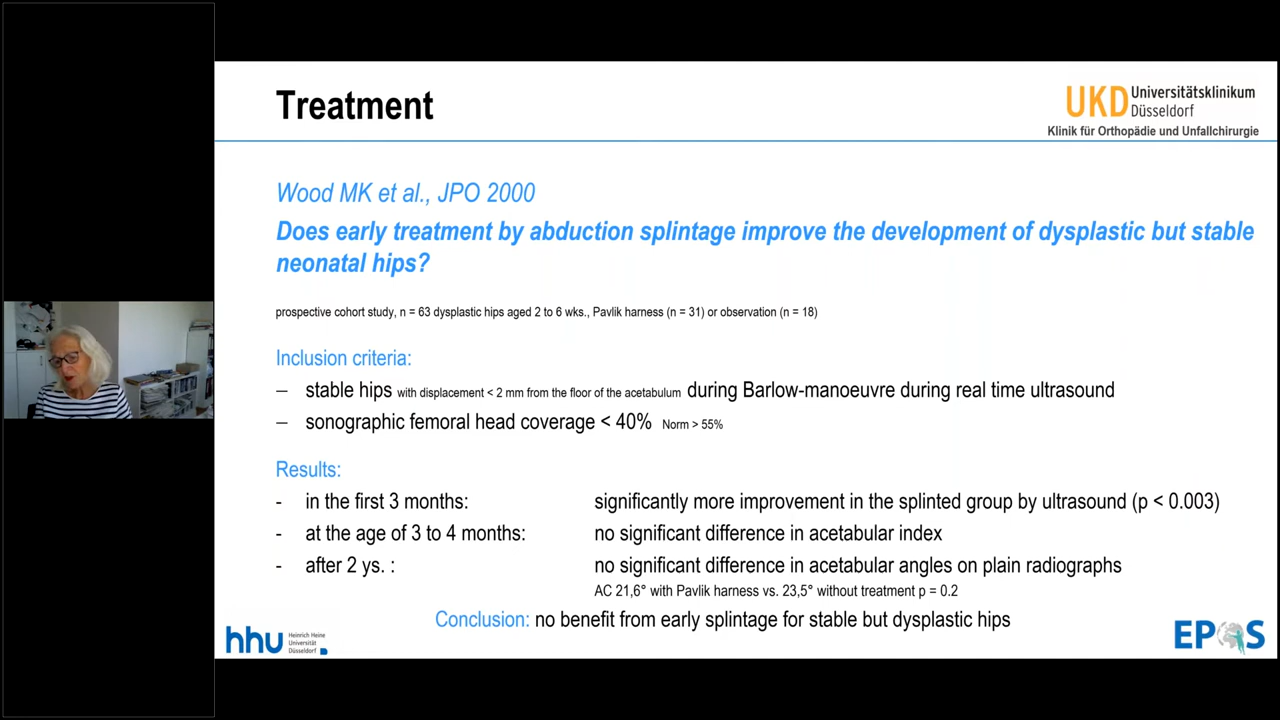 Treatment
UKD Universitätsklinikum
Düsseldorf
Klinik für Orthopädie und Unfallchirurgie
Wood MK et al., JPO 2000
Does early treatment by abduction splintage improve the development of dysplastic but stable
neonatal hips?
prospective cohort study, n = 63 dysplastic hips aged 2 to 6 wks., Pavlik harness (n = 31) or observation (n = 18)
Inclusion criteria:
– stable hips with displacement < 2 mm from the floor of the acetabulum during Barlow-manoeuvre during real time ultrasound
– sonographic femoral head coverage < 40% Norm > 55%
Results:
- in the first 3 months: significantly more improvement in the splinted group by ultrasound (p < 0.003)
- at the age of 3 to 4 months: no significant difference in acetabular index
- after 2 ys. : no significant difference in acetabular angles on plain radiographs
AC 21,6° with Pavlik harness vs. 23,5° without treatment p = 0.2
Conclusion: no benefit from early splintage for stable but dysplastic hips
hhu Heinrich Heine
Universität
Düsseldorf
EPOS